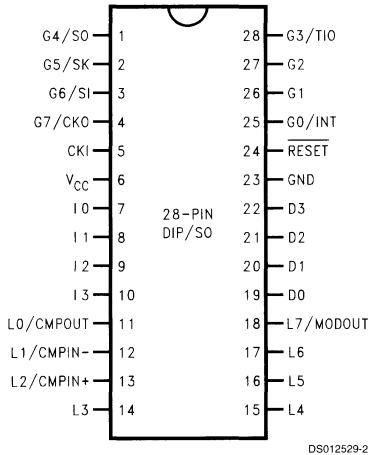 G4/SO 1 28 G3/TIO
G5/SK 2 27 G2
G6/SI 3 26 G1
G7/CKO 4 25 G0/INT
CKI 5 24 RESET
VCC 6 23 GND
I0 7 22 D3
I1 8 21 D2
I2 9 20 D1
I3 10 19 D0
28-PIN
DIP/SO
L0/CMPOUT 11 18 L7/MODOUT
L1/CMPIN- 12 17 L6
L2/CMPIN+ 13 16 L5
L3 14 15 L4
DS012529-2